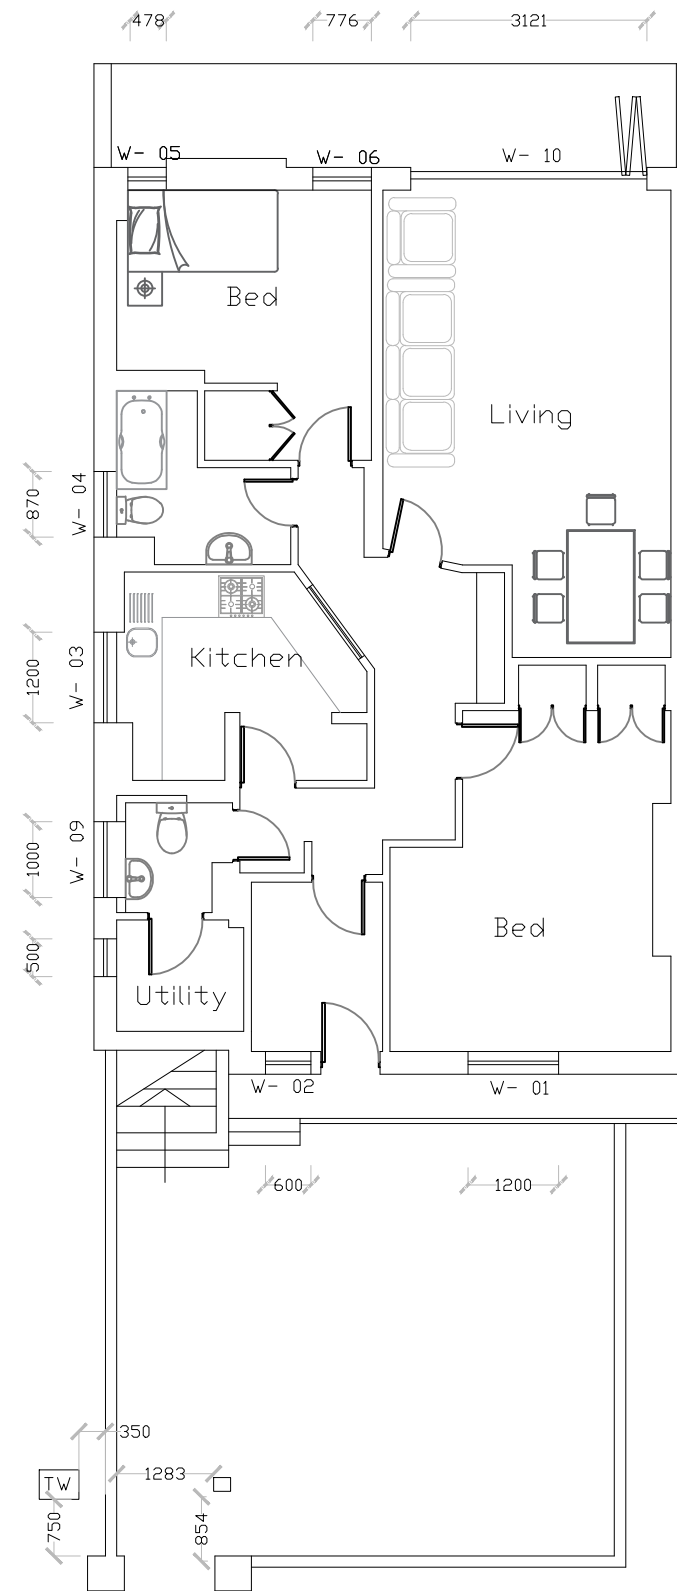 478 776 3121
W- 05 W- 06 W- 10
Bed
Living
W- 04
870
Kitchen
W- 03
1200
W- 09
1000
Bed
500
Utility
W- 02 W- 01
600 1200
350
1283
TW
750 854